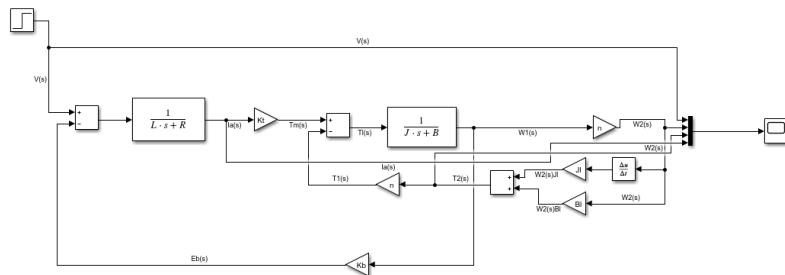 V(s)
V(s)
+
−
1
L · s + R
Ia(s)
Kt
Tm(s)
+
−
Tl(s)
1
J · s + B
W1(s)
n
W2(s)
W2(s)
Ia(s)
T1(s)
n
T2(s)
+
+
W2(s)Jl
Jl
Δu
Δt
W2(s)Bl
Bl
W2(s)
Eb(s)
Kb